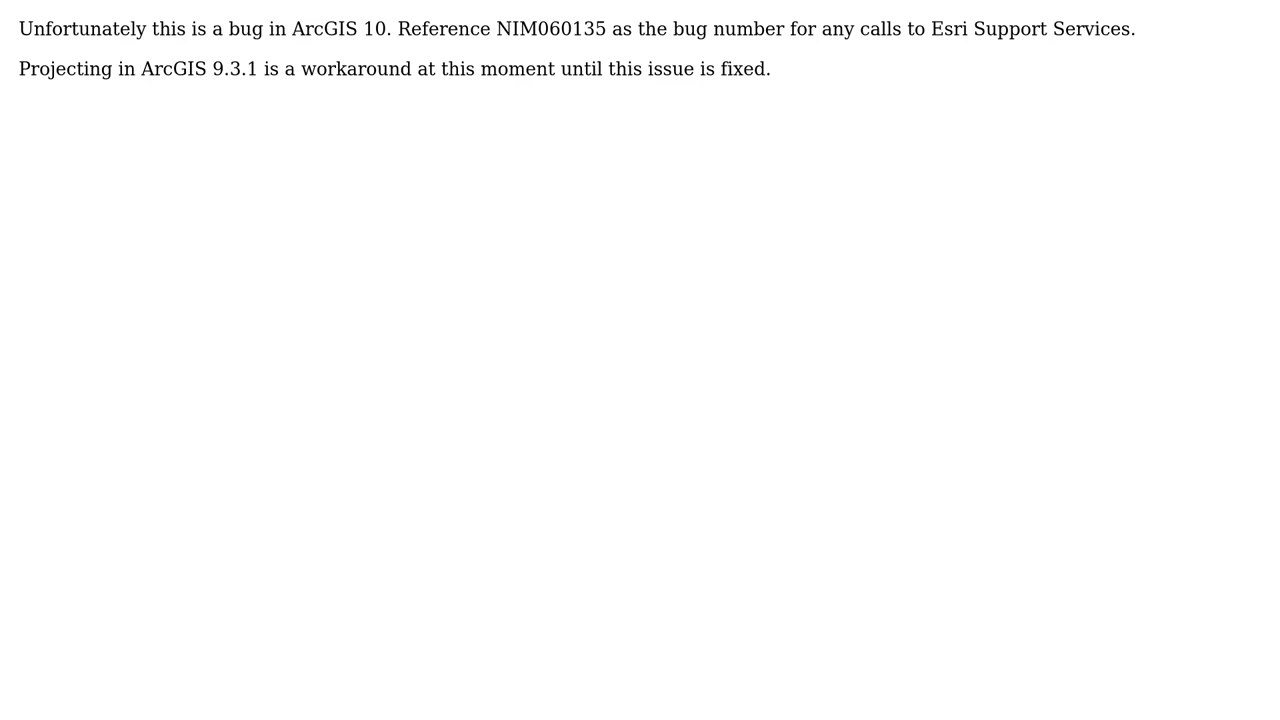 Unfortunately this is a bug in ArcGIS 10. Reference NIM060135 as the bug number for any calls to Esri Support Services.
Projecting in ArcGIS 9.3.1 is a workaround at this moment until this issue is fixed.